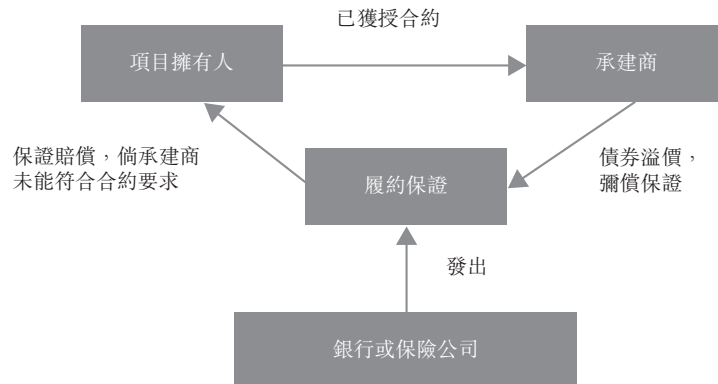 已獲授合約
項目擁有人
承建商
保證賠償，倘承建商
未能符合合約要求
債券溢價，
彌償保證
履約保證
發出
銀行或保險公司